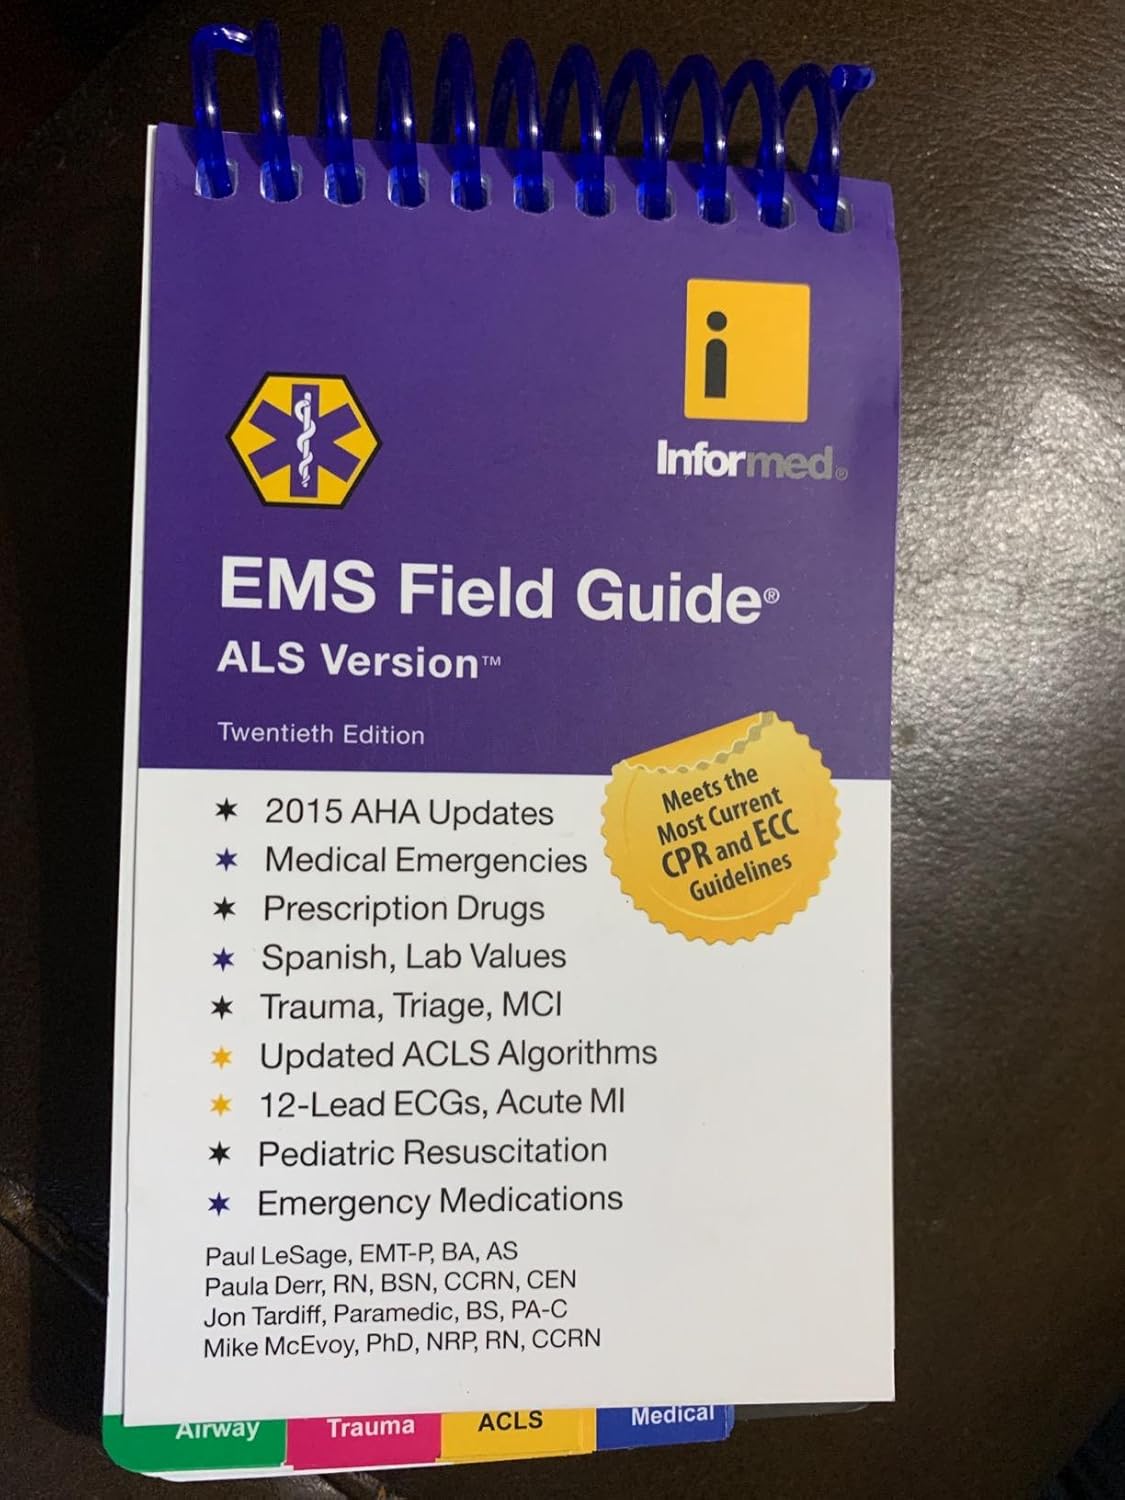 i
Informed®
EMS Field Guide®
ALS Version™
Twentieth Edition
Meets the
Most Current
CPR and ECC
Guidelines
2015 AHA Updates
Medical Emergencies
Prescription Drugs
Spanish, Lab Values
Trauma, Triage, MCI
Updated ACLS Algorithms
12-Lead ECGs, Acute MI
Pediatric Resuscitation
Emergency Medications
Paul LeSage, EMT-P, BA, AS
Paula Derr, RN, BSN, CCRN, CEN
Jon Tardiff, Paramedic, BS, PA-C
Mike McEvoy, PhD, NRP, RN, CCRN
Airway Trauma ACLS Medical